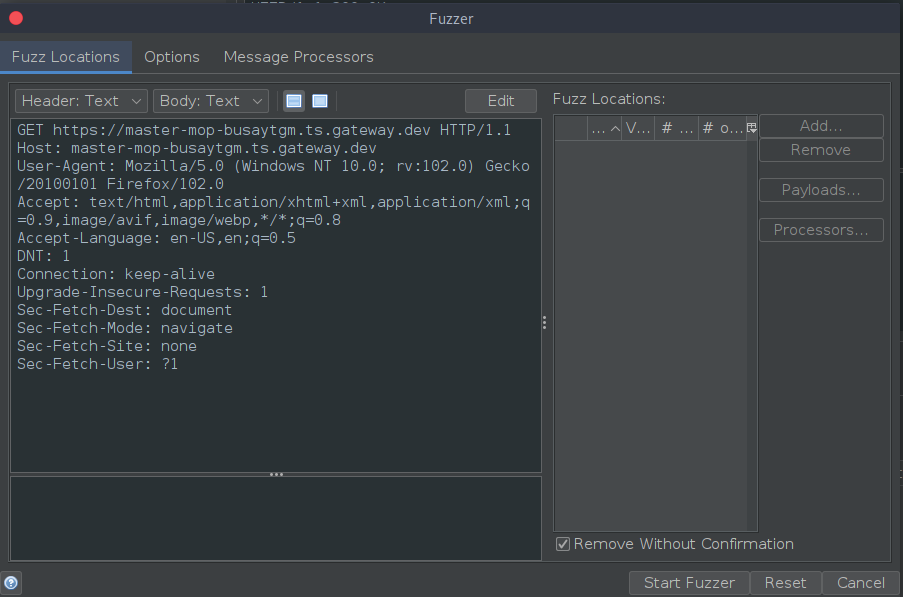 Fuzzer
Fuzz Locations
Options
Message Processors
Header: Text
Body: Text
Edit
GET https://master-mop-busaytgm.ts.gateway.dev HTTP/1.1
Host: master-mop-busaytgm.ts.gateway.dev
User-Agent: Mozilla/5.0 (Windows NT 10.0; rv:102.0) Gecko
/20100101 Firefox/102.0
Accept: text/html,application/xhtml+xml,application/xml;q
=0.9,image/avif,image/webp,*/*;q=0.8
Accept-Language: en-US,en;q=0.5
DNT: 1
Connection: keep-alive
Upgrade-Insecure-Requests: 1
Sec-Fetch-Dest: document
Sec-Fetch-Mode: navigate
Sec-Fetch-Site: none
Sec-Fetch-User: ?1
Fuzz Locations:
... V... # ... # o...
Add...
Remove
Payloads...
Processors...
Remove Without Confirmation
Start Fuzzer
Reset
Cancel